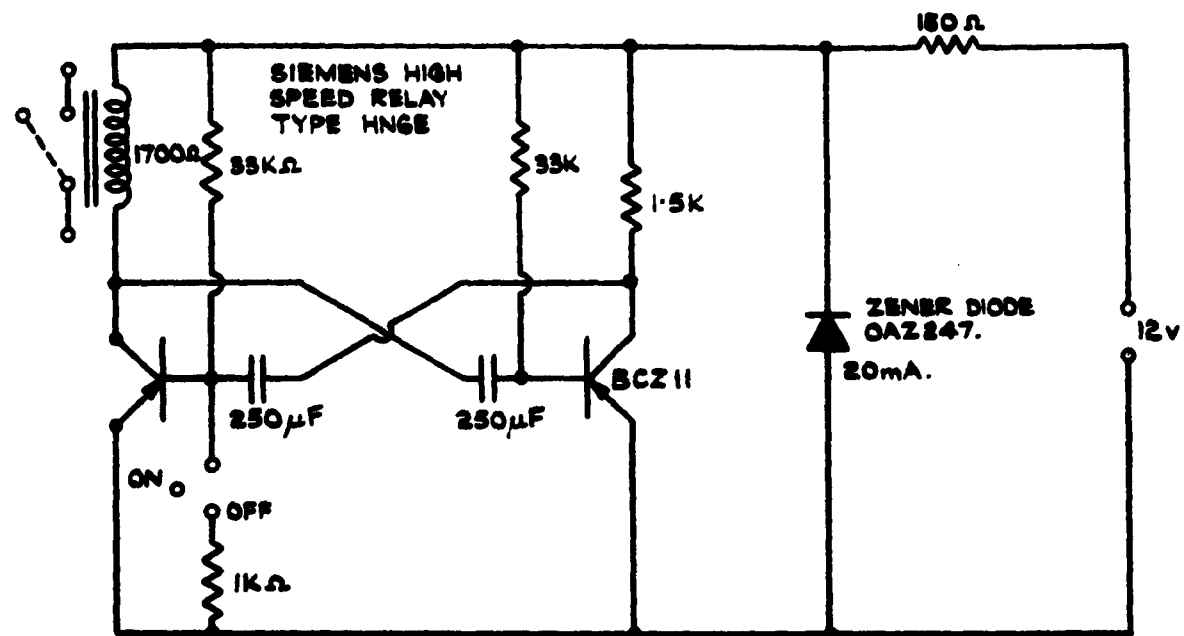 150Ω
SIEMENS HIGH
SPEED RELAY
TYPE HNGE
1700Ω
33KΩ
33K
1.5K
ZENER DIODE
OAZ247.
20mA.
12V
BCZ11
250μF
250μF
ON
OFF
1KΩ